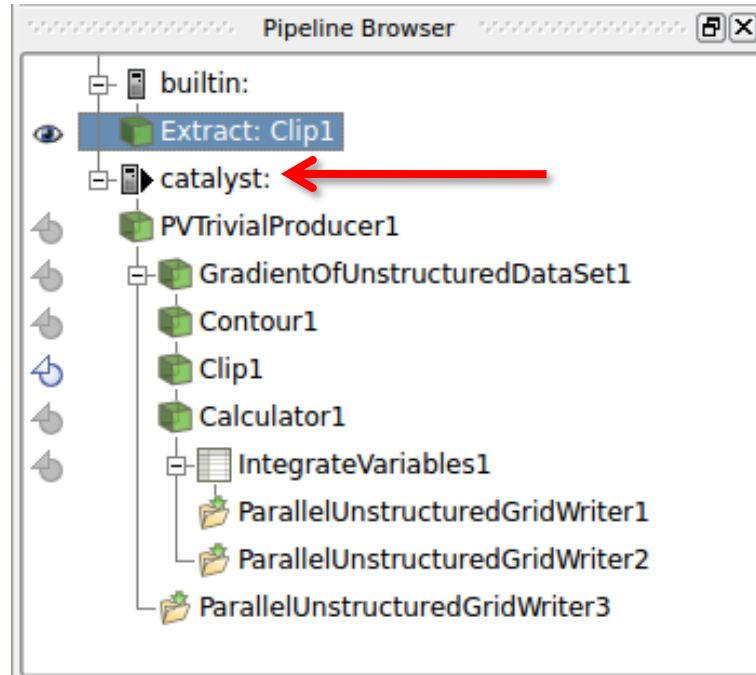 Pipeline Browser
builtin:
Extract: Clip1
catalyst:
PVTrivialProducer1
GradientOfUnstructuredDataSet1
Contour1
Clip1
Calculator1
IntegrateVariables1
ParallelUnstructuredGridWriter1
ParallelUnstructuredGridWriter2
ParallelUnstructuredGridWriter3